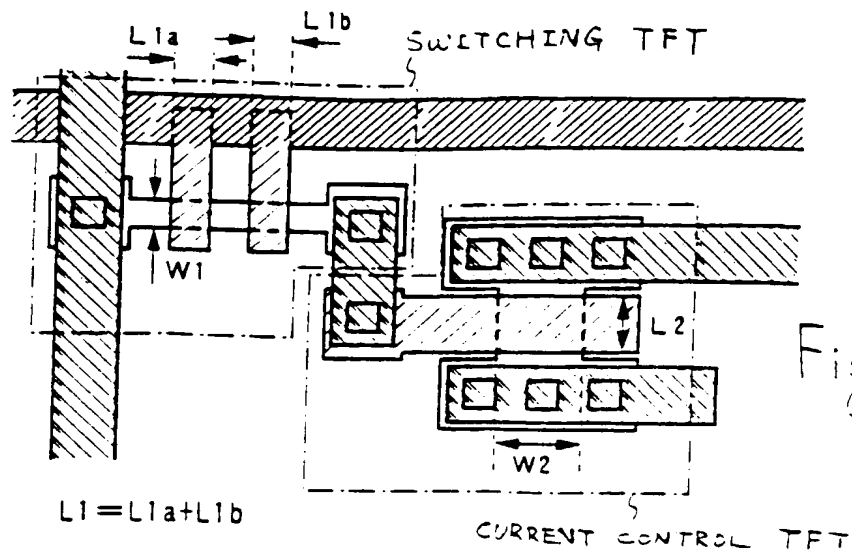 L1a
L1b
SWITCHING TFT
W1
L2
W2
L1=L1a+L1b
CURRENT CONTROL TFT